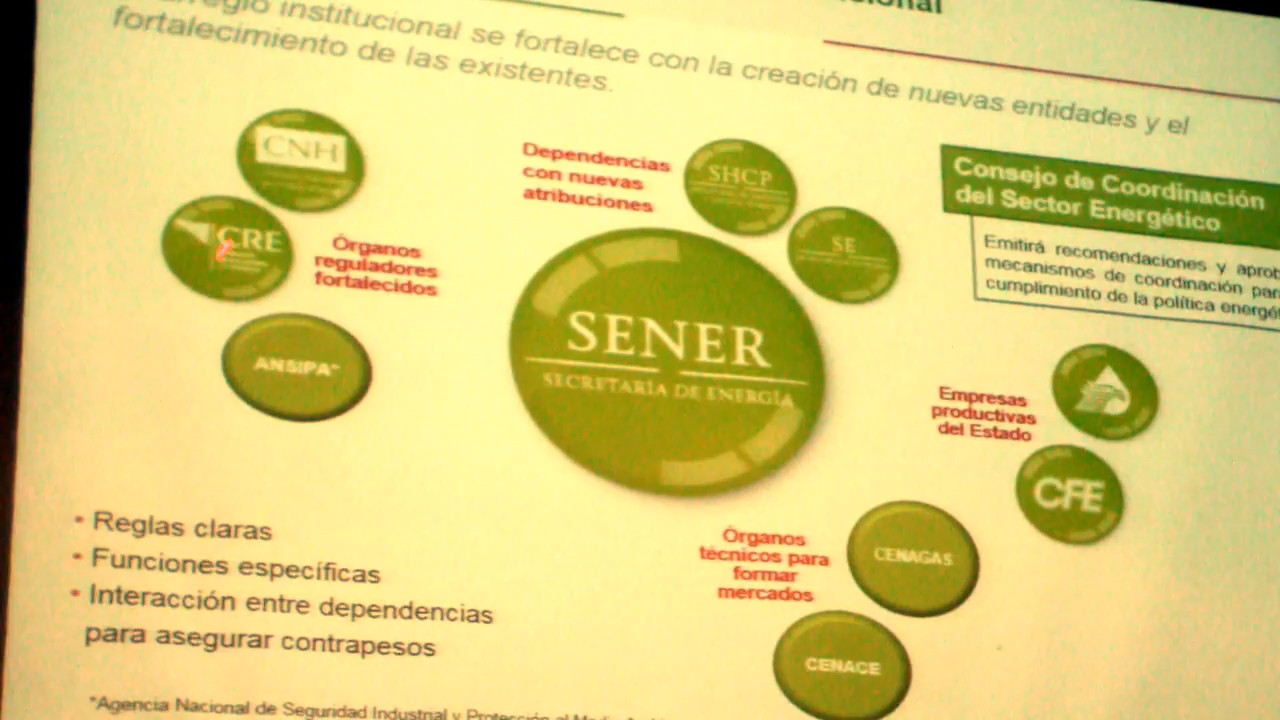 institucional se fortalece con la creación de nuevas entidades y el
fortalecimiento de las existentes.
CNH
CRE
Órganos
reguladores
fortalecidos
ANSIPA*
Dependencias
con nuevas
atribuciones
SHCP
SE
SENER
SECRETARÍA DE ENERGÍA
Consejo de Coordinación
del Sector Energético
Emitirá recomendaciones y
mecanismos de coordinación
cumplimiento de la política
Empresas
productivas
del Estado
CFE
Órganos
técnicos para
formar
mercados
CENAGAS
CENACE
• Reglas claras
• Funciones específicas
• Interacción entre dependencias
para asegurar contrapesos
*Agencia Nacional de Seguridad Industrial y Protección al